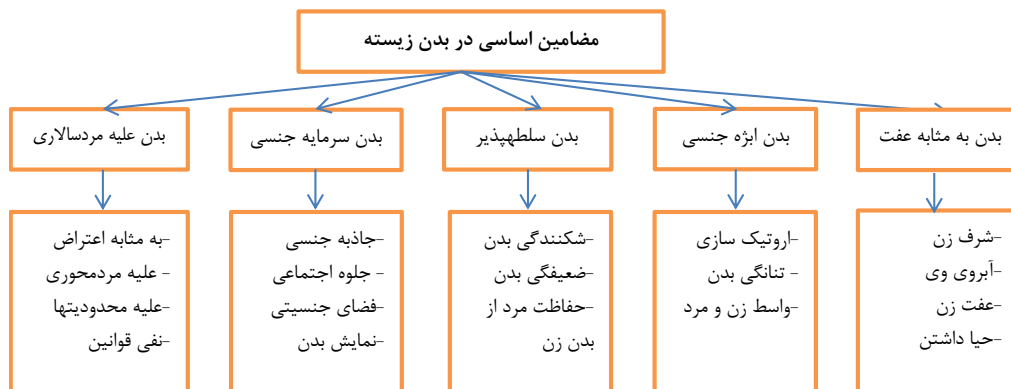 مضامین اساسی در بدن زیسته
بدن به مثابه عفت
بدن ابژه جنسی
بدن سلطهپذیر
بدن سرمایه جنسی
بدن علیه مردسالاری
-شرف زن
-آبروی وی
-عفت زن
-حیا داشتن
-اروتیک سازی
- تنانگی بدن
-واسط زن و مرد
-شکنندگی بدن
-ضعیفگی بدن
-حفاظت مرد از
بدن زن
-جاذبه جنسی
- جلوه اجتماعی
-فضای جنسیتی
-نمایش بدن
-به مثابه اعتراض
- علیه مردمحوری
-علیه محدودیتها
نفی قوانین